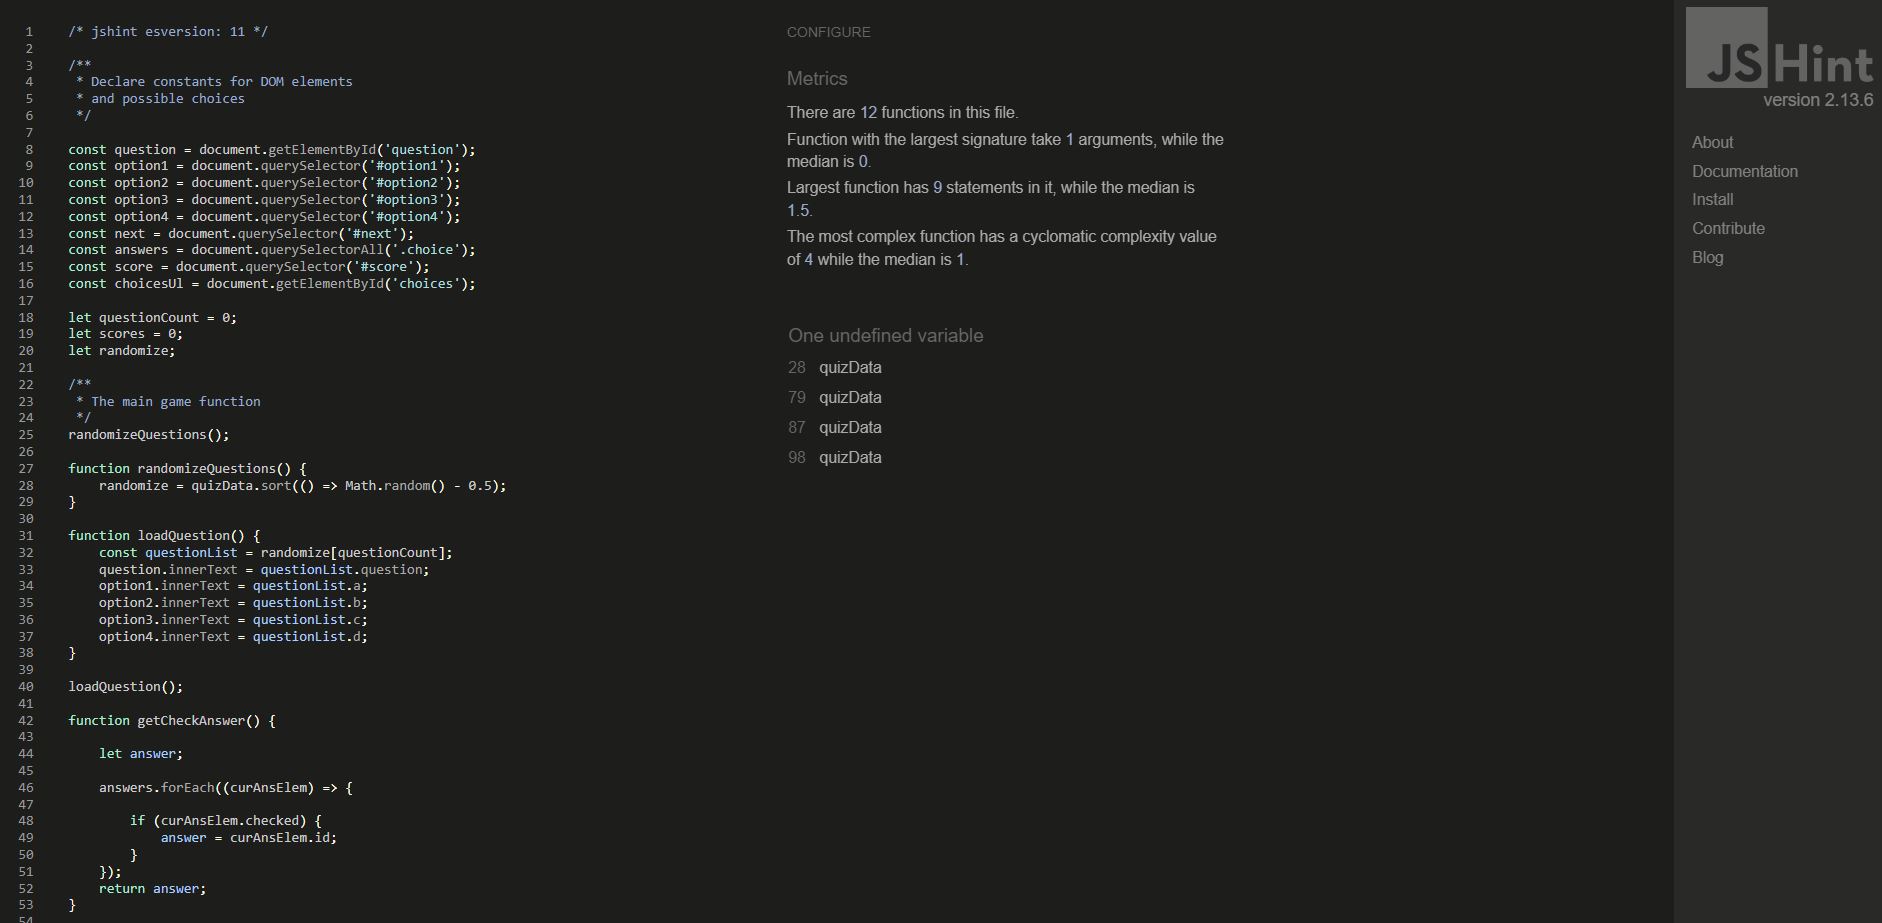 1 /* jshint esversion: 11 */
2
3 /**
4 * Declare constants for DOM elements
5 * and possible choices
6 */
7
8 const question = document.getElementById('question');
9 const option1 = document.querySelector('#option1');
10 const option2 = document.querySelector('#option2');
11 const option3 = document.querySelector('#option3');
12 const option4 = document.querySelector('#option4');
13 const next = document.querySelector('#next');
14 const answers = document.querySelectorAll('.choice');
15 const score = document.querySelector('#score');
16 const choicesUl = document.getElementById('choices');
17
18 let questionCount = 0;
19 let scores = 0;
20 let randomize;
21
22 /**
23 * The main game function
24 */
25 randomizeQuestions();
26
27 function randomizeQuestions() {
28 randomize = quizData.sort(() => Math.random() - 0.5);
29 }
30
31 function loadQuestion() {
32 const questionList = randomize[questionCount];
33 question.innerText = questionList.question;
34 option1.innerText = questionList.a;
35 option2.innerText = questionList.b;
36 option3.innerText = questionList.c;
37 option4.innerText = questionList.d;
38 }
39
40 loadQuestion();
41
42 function getCheckAnswer() {
43
44 let answer;
45
46 answers.forEach((curAnsElem) => {
47
48 if (curAnsElem.checked) {
49 answer = curAnsElem.id;
50 }
51 });
52 return answer;
53 }
54
CONFIGURE
Metrics
There are 12 functions in this file.
Function with the largest signature take 1 arguments, while the
median is 0.
Largest function has 9 statements in it, while the median is
1.5.
The most complex function has a cyclomatic complexity value
of 4 while the median is 1.
One undefined variable
28 quizData
79 quizData
87 quizData
98 quizData
JSHint
version 2.13.6
About
Documentation
Install
Contribute
Blog